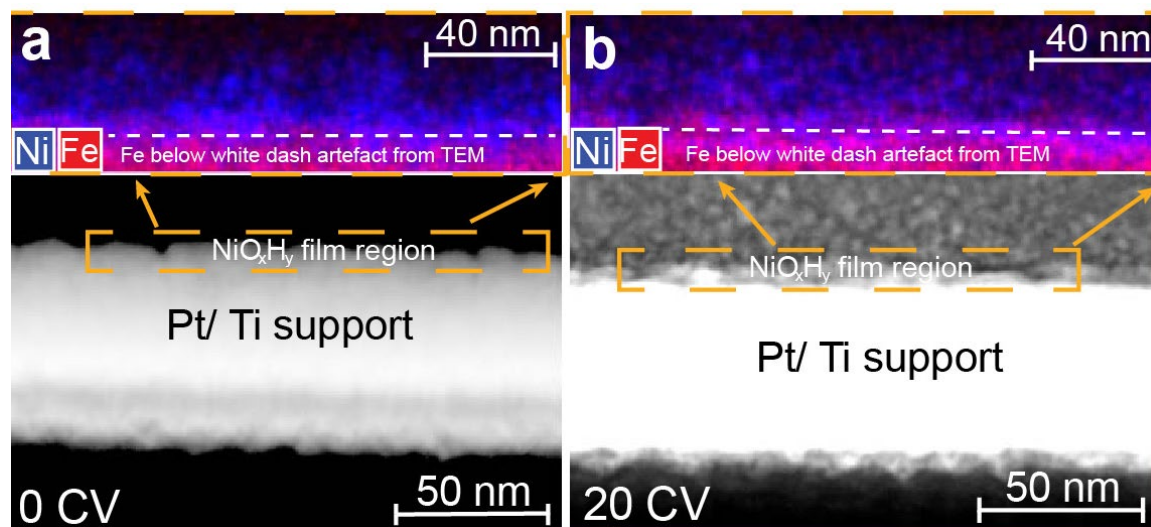 a
40 nm
Ni Fe
Fe below white dash artefact from TEM
NiOxHy film region
Pt/ Ti support
0 CV
50 nm
b
40 nm
Ni Fe
Fe below white dash artefact from TEM
NiOxHy film region
Pt/ Ti support
20 CV
50 nm